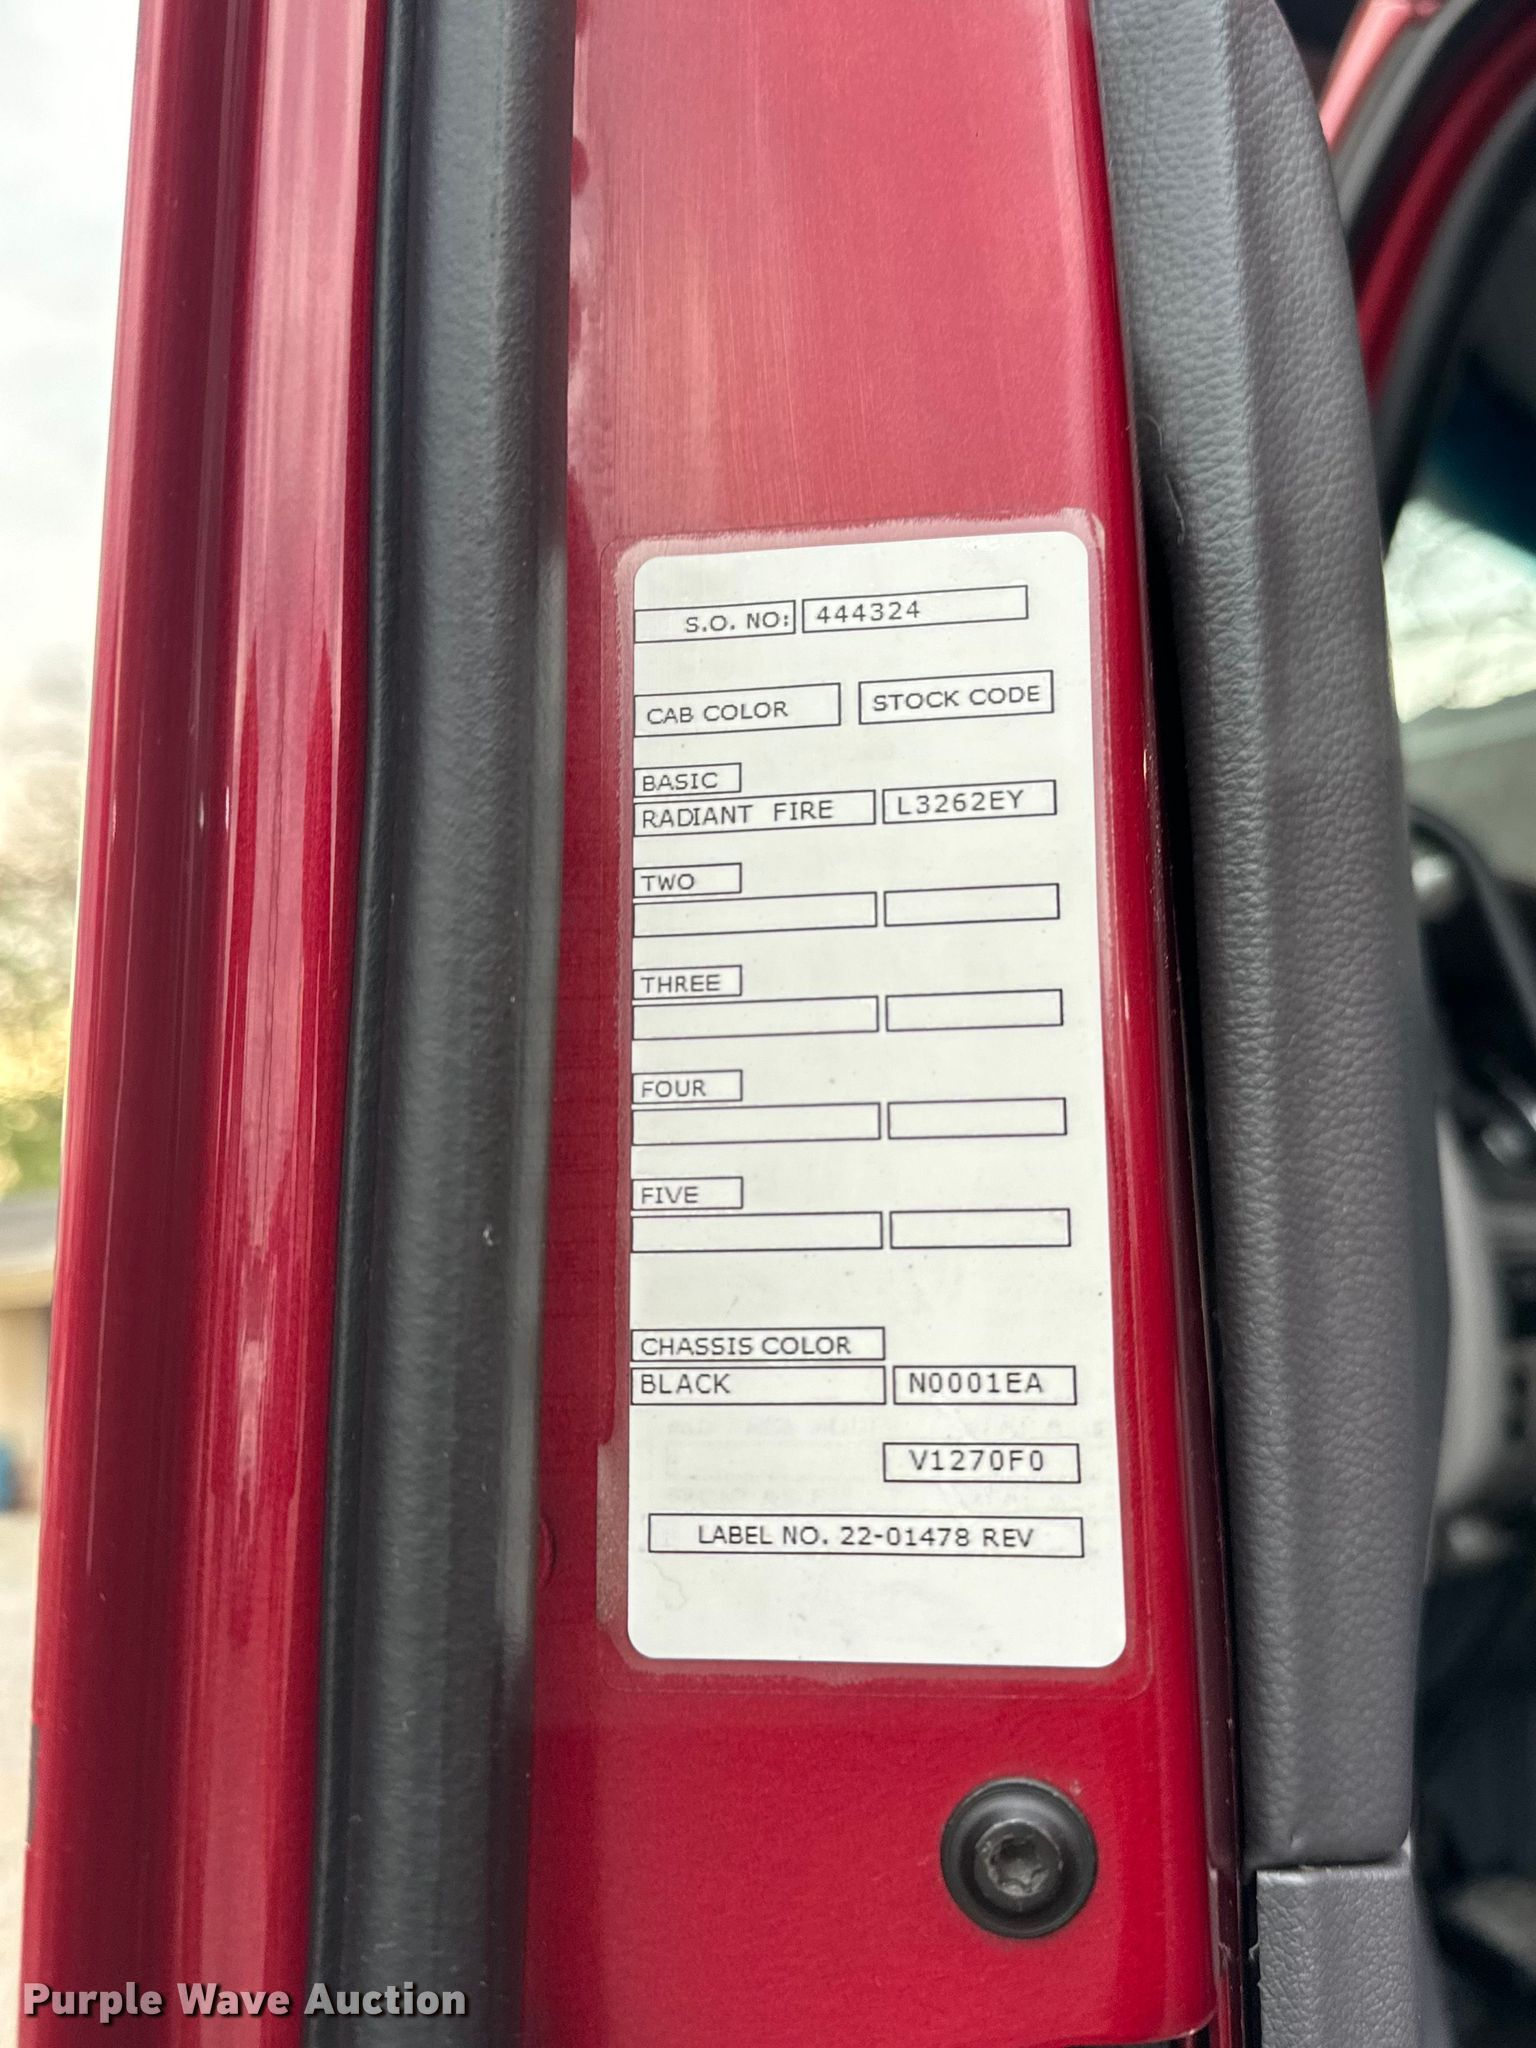 S.O. NO: 444324
CAB COLOR STOCK CODE
BASIC
RADIANT FIRE L3262EY
TWO
THREE
FOUR
FIVE
CHASSIS COLOR
BLACK N0001EA
V1270F0
LABEL NO. 22-01478 REV
Purple Wave Auction